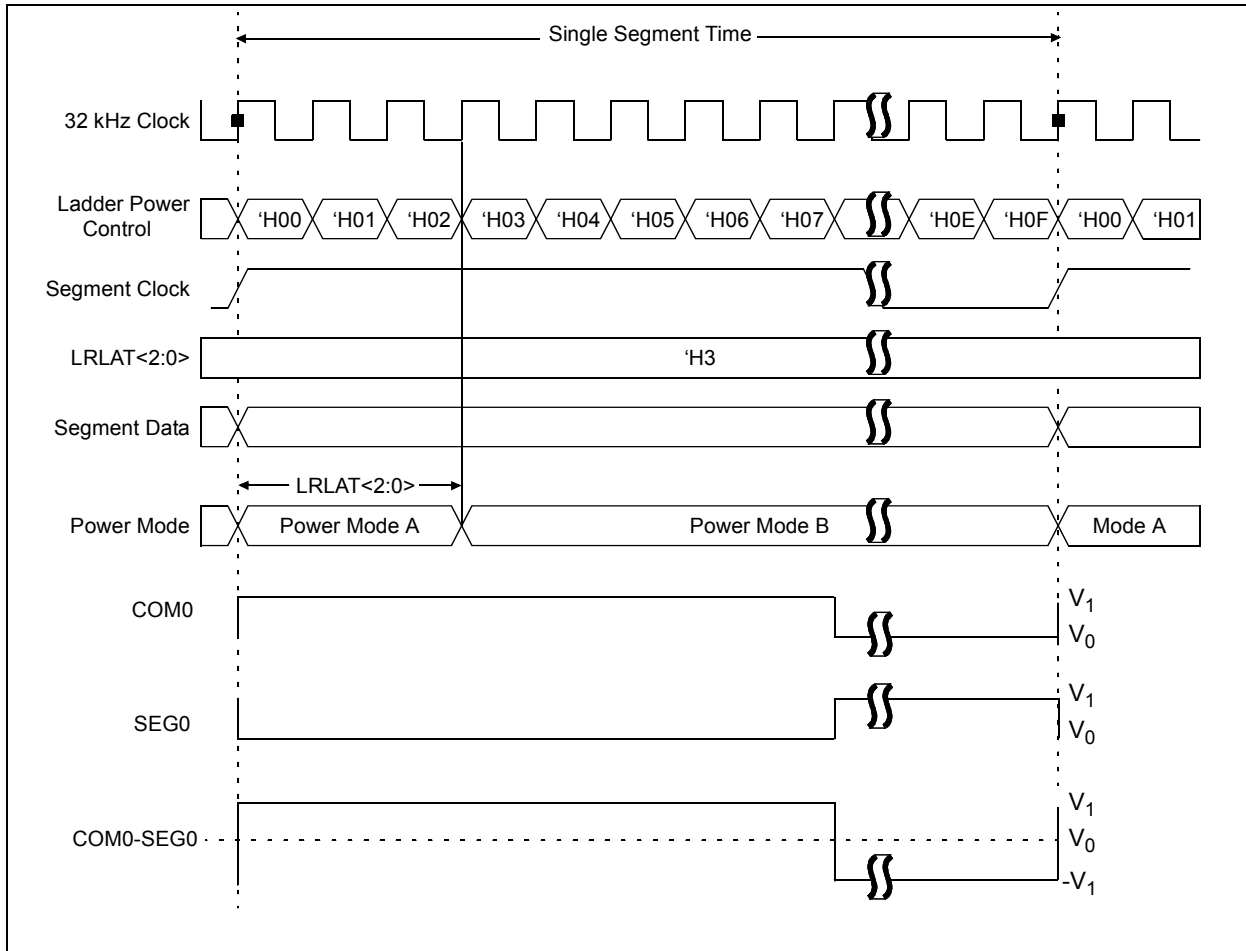 Single Segment Time
32 kHz Clock
Ladder Power
Control
‘H00 ‘H01 ‘H02 ‘H03 ‘H04 ‘H05 ‘H06 ‘H07 ‘H0E ‘H0F ‘H00 ‘H01
Segment Clock
LRLAT<2:0>
‘H3
Segment Data
LRLAT<2:0>
Power Mode
Power Mode A
Power Mode B
Mode A
COM0
V1
V0
SEG0
V1
V0
COM0-SEG0
V1
V0
-V1